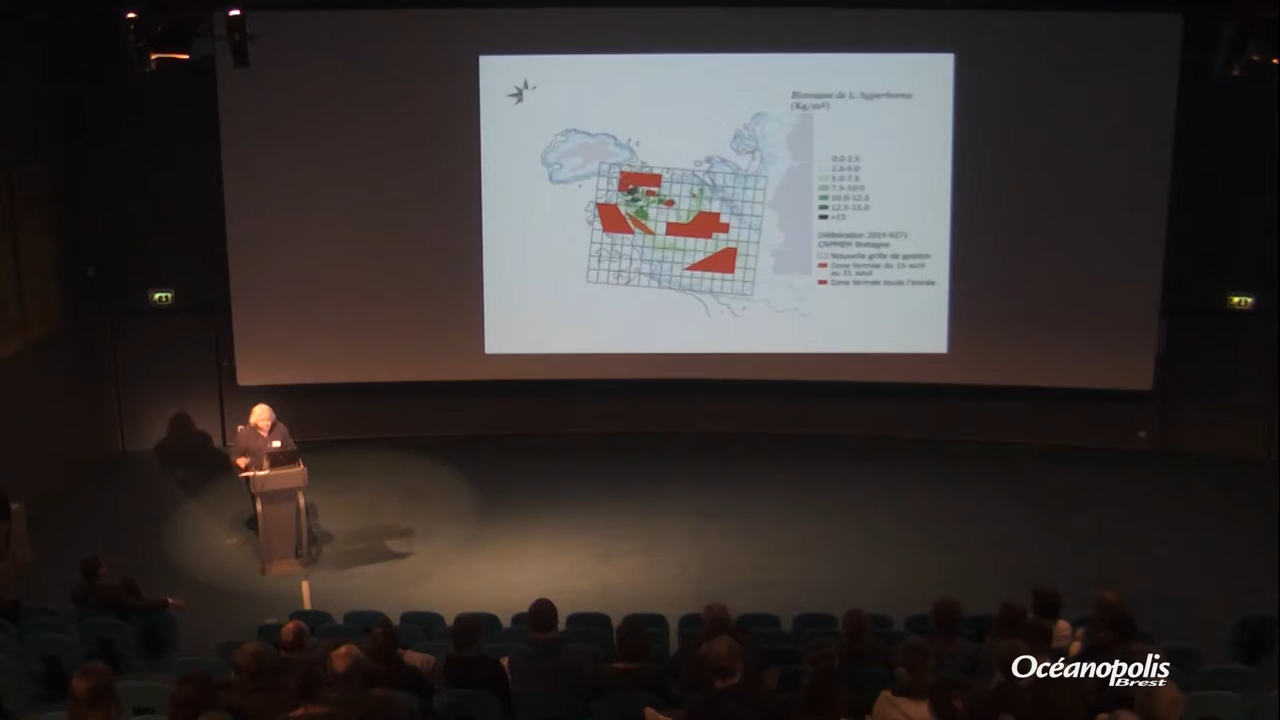 Biomasse de L. hyperborea
(Kg/m²)
0.0-2.5
2.5-5.0
5.0-7.5
7.5-10.0
10.0-12.5
12.5-15.0
>15
Délibération 2014-027/
CRPMEM Bretagne
Nouvelle grille de gestion
Zone fermée du 15 avril
au 31 aout
Zone fermée toute l'année
Océanopolis
Brest